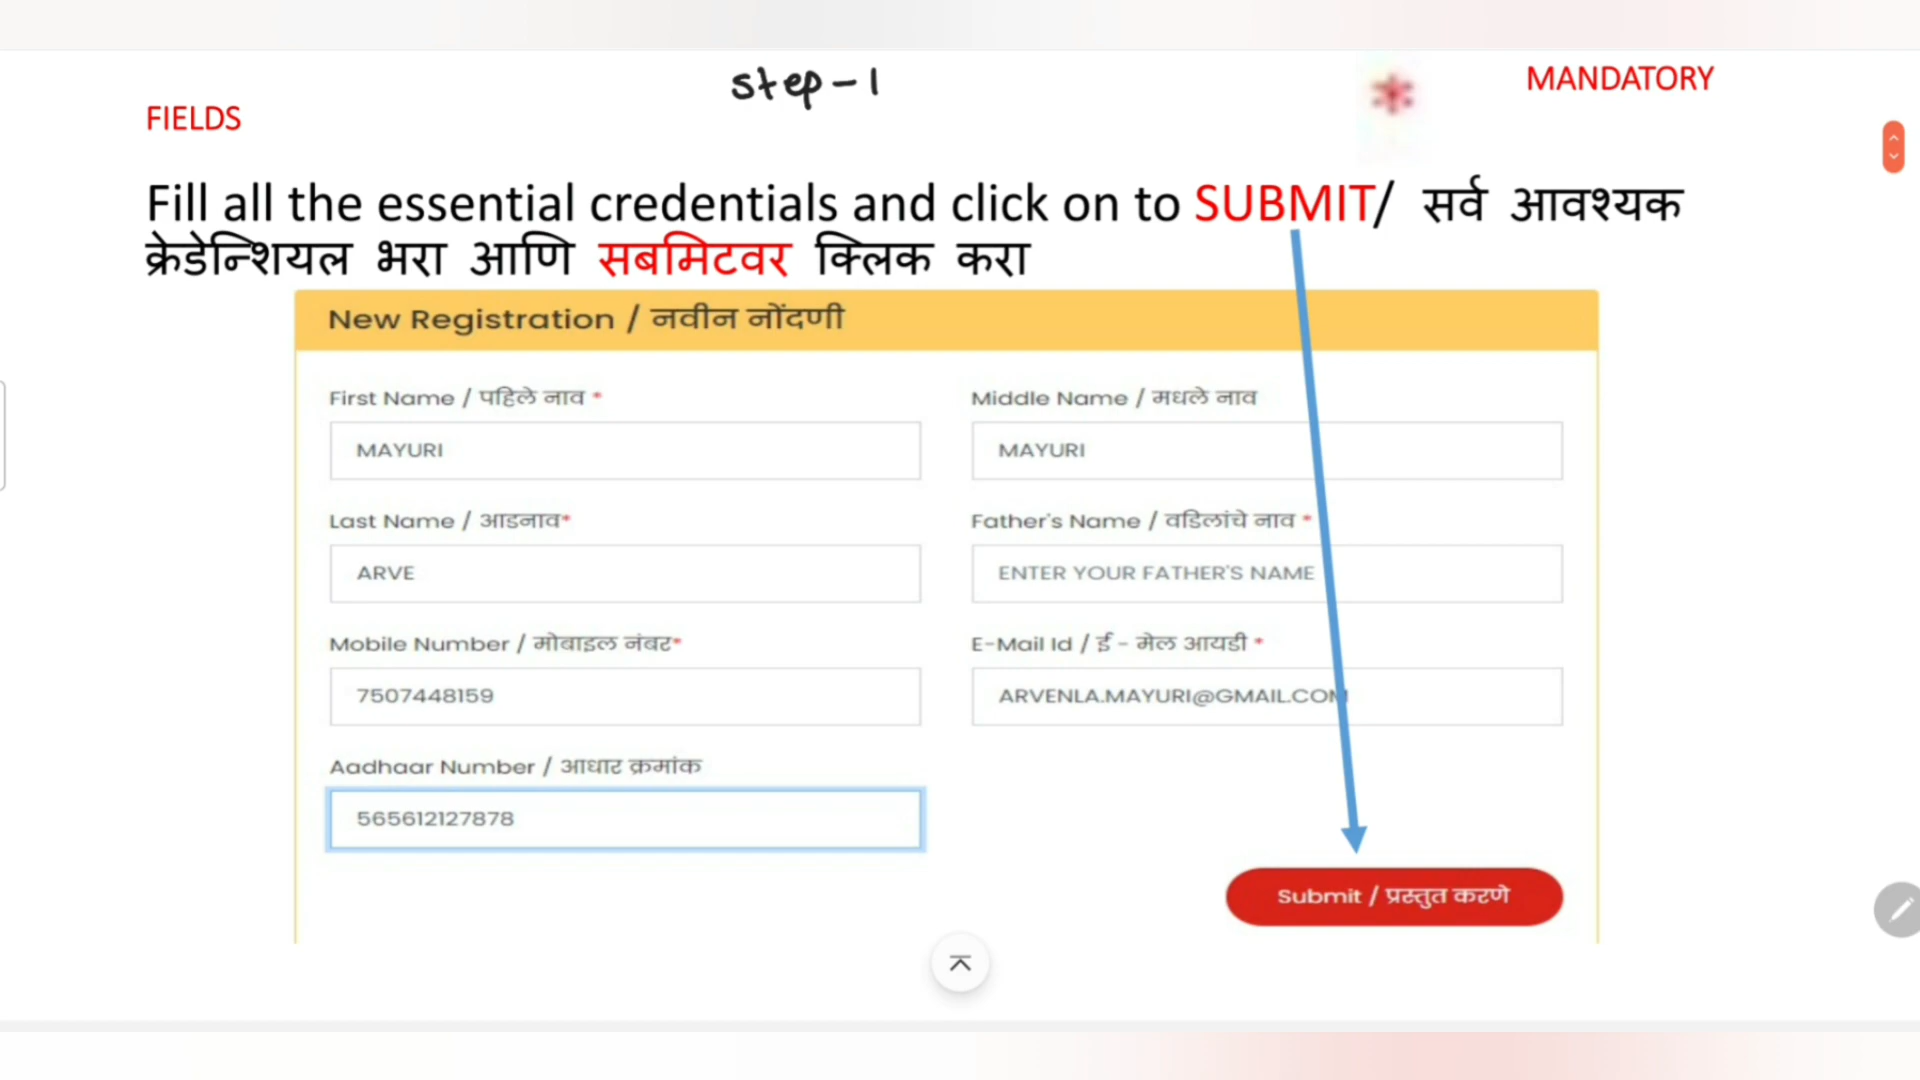 step-1
* MANDATORY
FIELDS
Fill all the essential credentials and click on to SUBMIT/ सर्व आवश्यक
क्रेडेन्शियल भरा आणि सबमिटवर क्लिक करा
New Registration / नवीन नोंदणी
First Name / पहिले नाव *
Middle Name / मधले नाव
MAYURI
MAYURI
Last Name / आडनाव*
Father's Name / वडिलांचे नाव *
ARVE
ENTER YOUR FATHER'S NAME
Mobile Number / मोबाइल नंबर*
E-Mail Id / ई - मेल आयडी *
7507448159
ARVENLA.MAYURI@GMAIL.COM
Aadhaar Number / आधार क्रमांक
565612127878
Submit / प्रस्तुत करणे